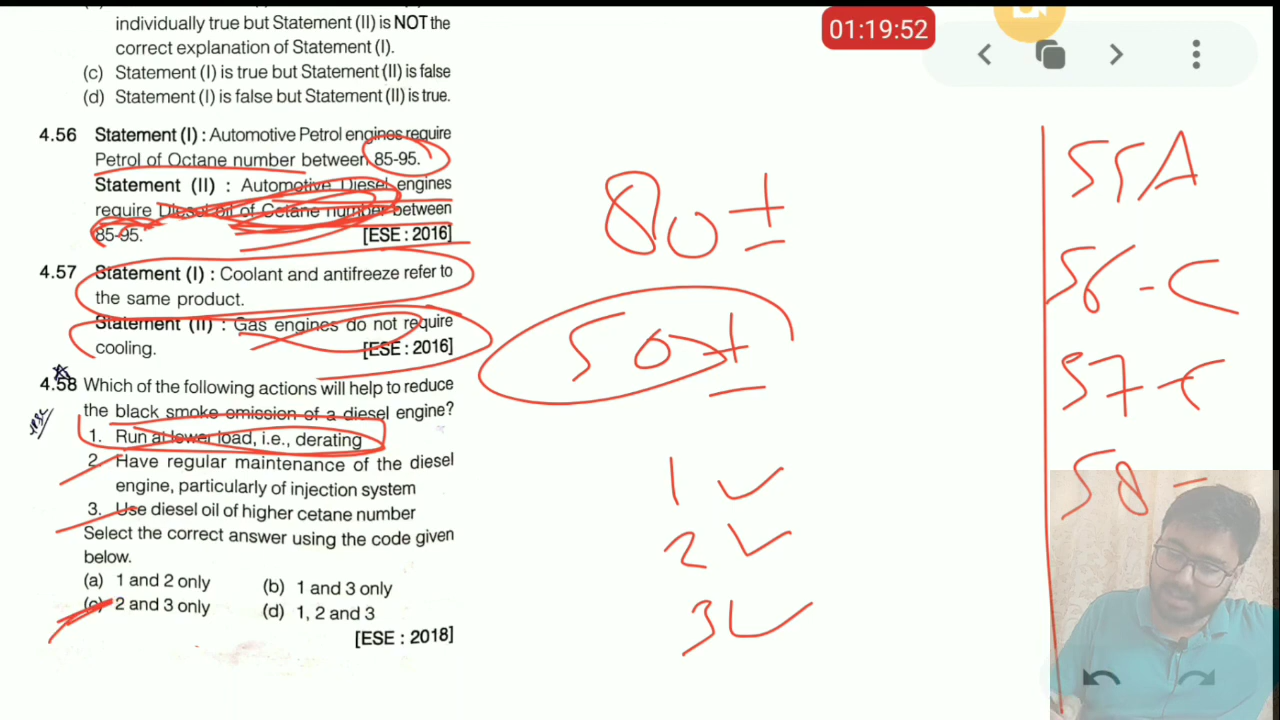 individually true but Statement (II) is NOT the
correct explanation of Statement (I).
(c) Statement (I) is true but Statement (II) is false
(d) Statement (I) is false but Statement (II) is true.
4.56 Statement (I) : Automotive Petrol engines require
Petrol of Octane number between 85-95.
Statement (II) : Automotive Diesel engines
require Diesel oil of Cetane number between
85-95. [ESE : 2016]
4.57 Statement (I) : Coolant and antifreeze refer to
the same product.
Statement (II) : Gas engines do not require
cooling. [ESE : 2016]
4.58 Which of the following actions will help to reduce
the black smoke emission of a diesel engine?
1. Run at lower load, i.e., derating
2. Have regular maintenance of the diesel
engine, particularly of injection system
3. Use diesel oil of higher cetane number
Select the correct answer using the code given
below.
(a) 1 and 2 only (b) 1 and 3 only
(c) 2 and 3 only (d) 1, 2 and 3
[ESE : 2018]
80±
50±
1 ✓
2 ✓
3 ✓
01:19:52
55A
56-C
57-C
58-